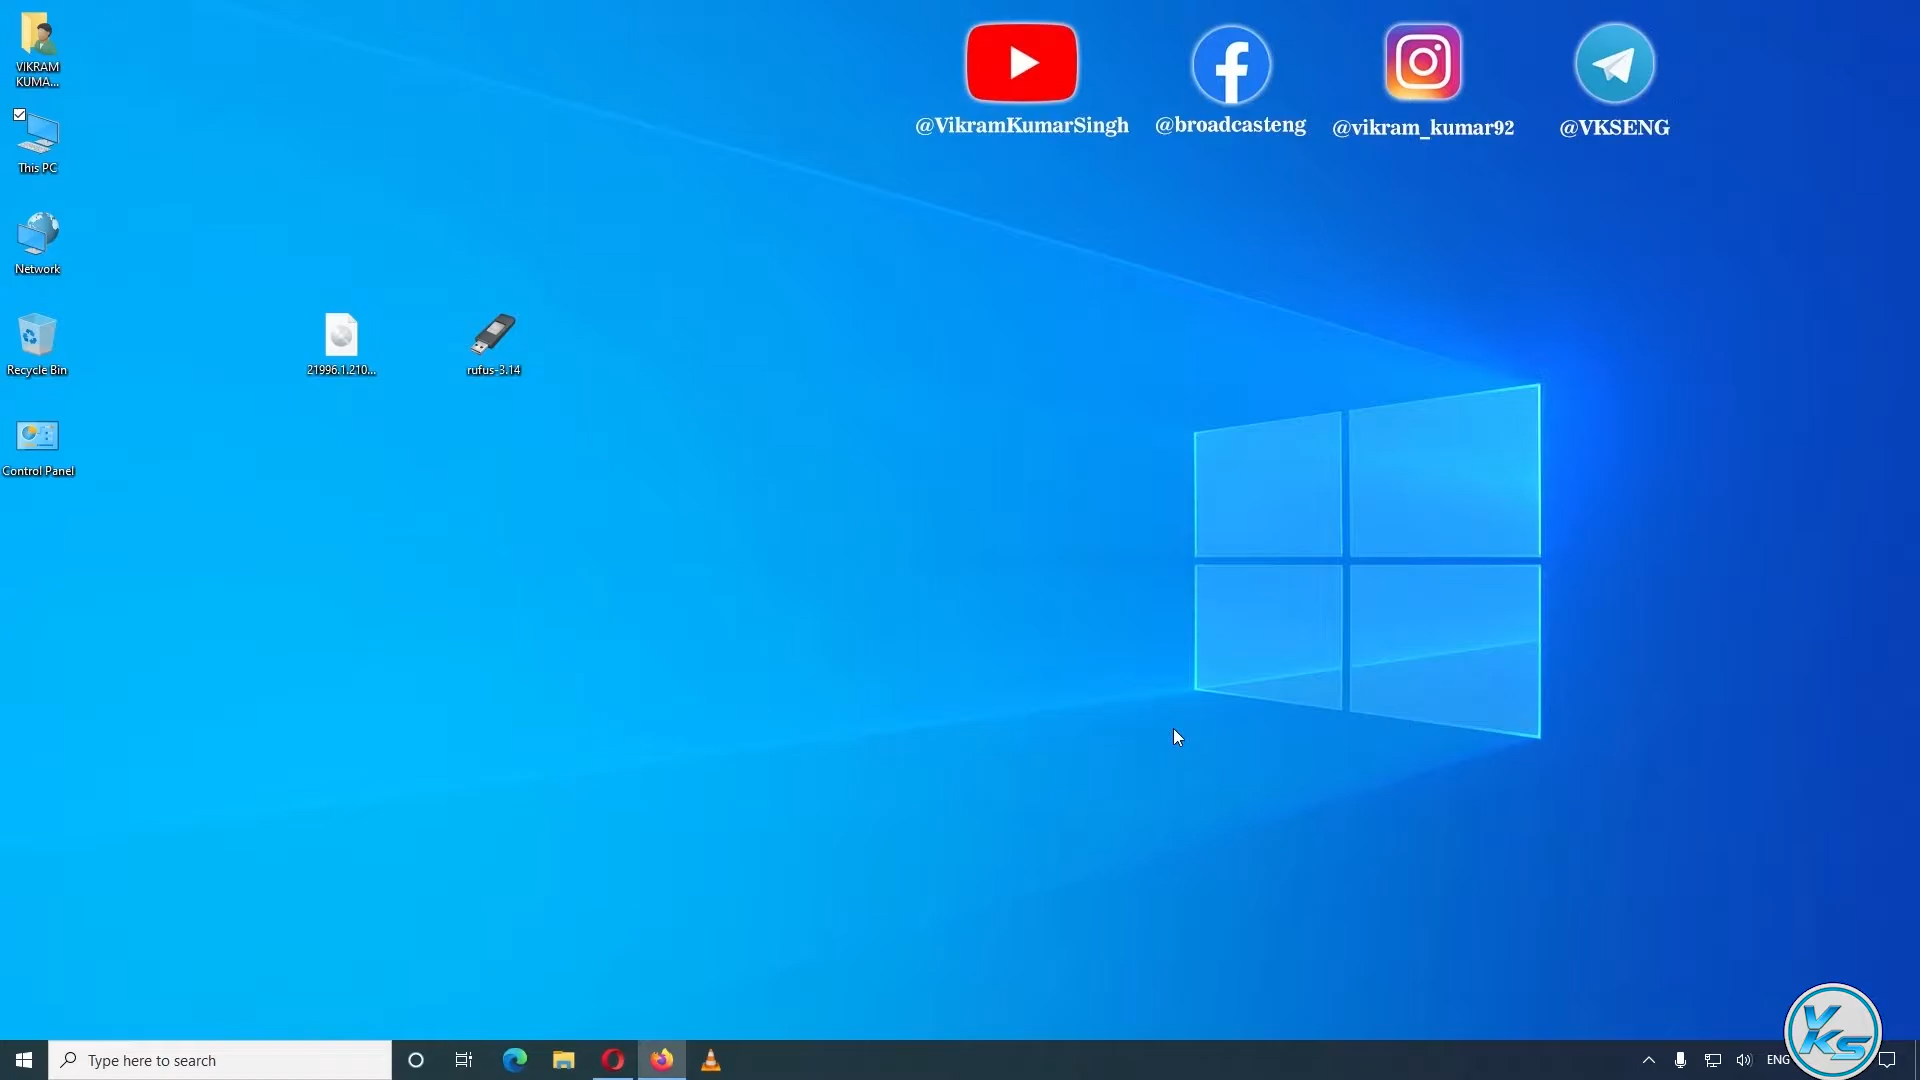 @VikramKumarSingh
@broadcasteng
@vikram_kumar92
@VKSENG
VIKRAM
KUMA...
This PC
Network
Recycle Bin
Control Panel
21996.1.210...
rufus-3.14
Type here to search
ENG
VKS